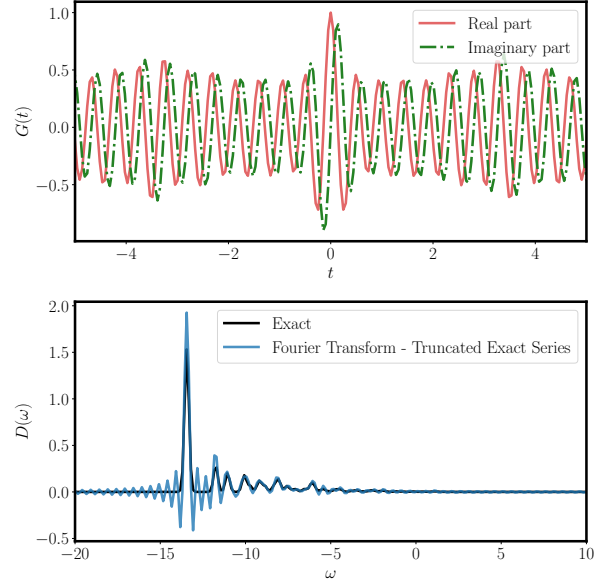 1.0
0.5
0.0
−0.5
G(t)
Real part
Imaginary part
−4 −2 0 2 4
t
2.0
1.5
1.0
0.5
0.0
−0.5
D(ω)
Exact
Fourier Transform - Truncated Exact Series
−20 −15 −10 −5 0 5 10
ω